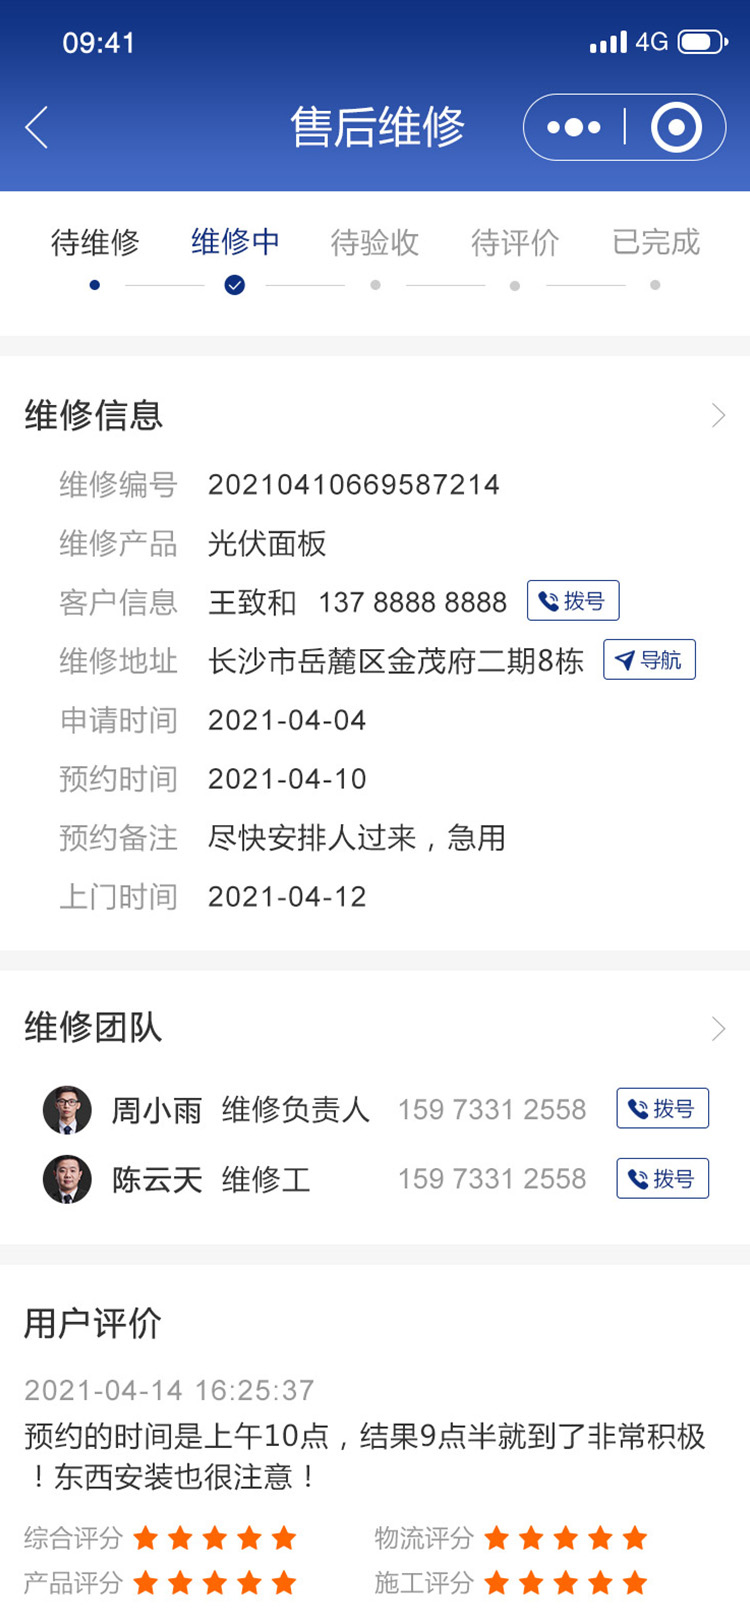 09:41 4G
售后维修
待维修 维修中 待验收 待评价 已完成
维修信息
维修编号 20210410669587214
维修产品 光伏面板
客户信息 王致和 137 8888 8888 拨号
维修地址 长沙市岳麓区金茂府二期8栋 导航
申请时间 2021-04-04
预约时间 2021-04-10
预约备注 尽快安排人过来，急用
上门时间 2021-04-12
维修团队
周小雨 维修负责人 159 7331 2558 拨号
陈云天 维修工 159 7331 2558 拨号
用户评价
2021-04-14 16:25:37
预约的时间是上午10点，结果9点半就到了非常积极
！东西安装也很注意！
综合评分 物流评分
产品评分 施工评分